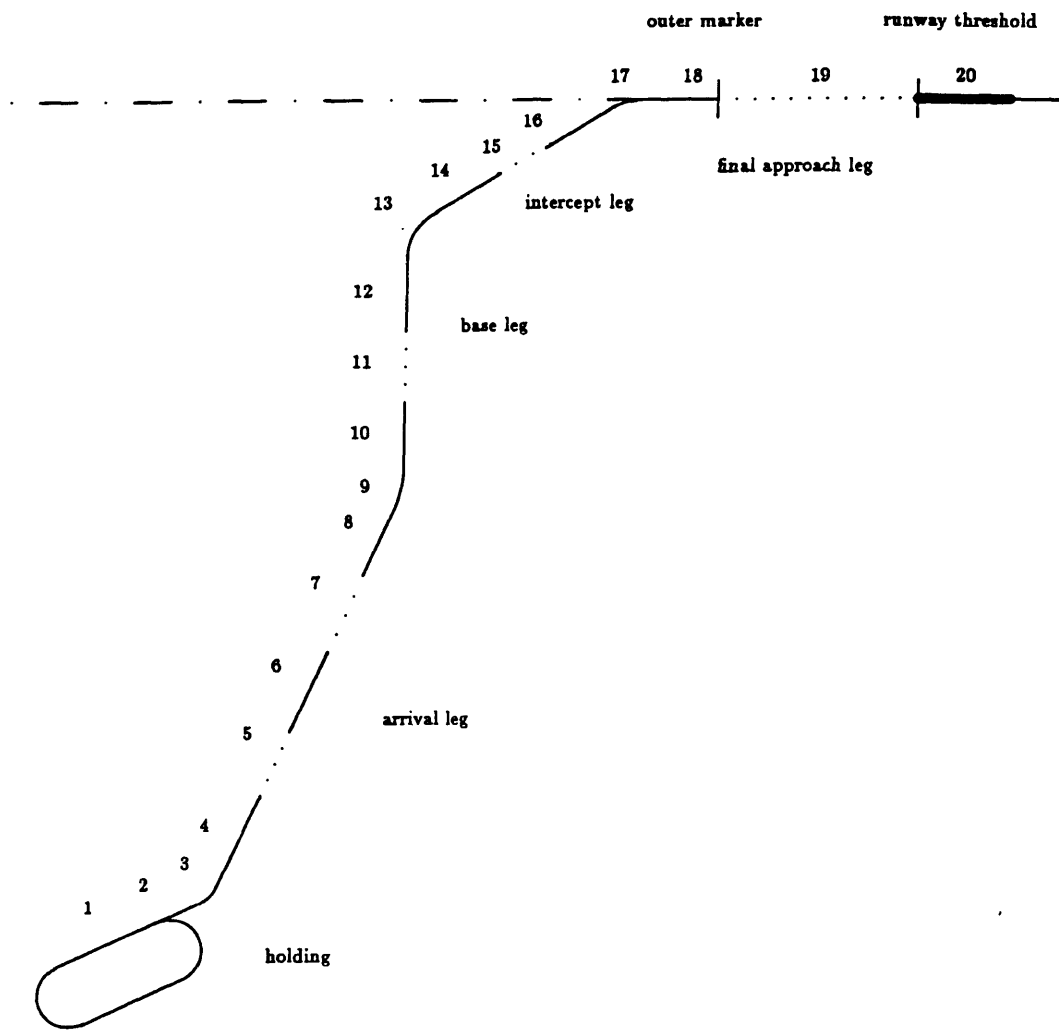 outer marker runway threshold
17 18 19 20
16
15
14 final approach leg
13 intercept leg
12
base leg
11
10
9
8
7
6
arrival leg
5
4
3
2
1
holding